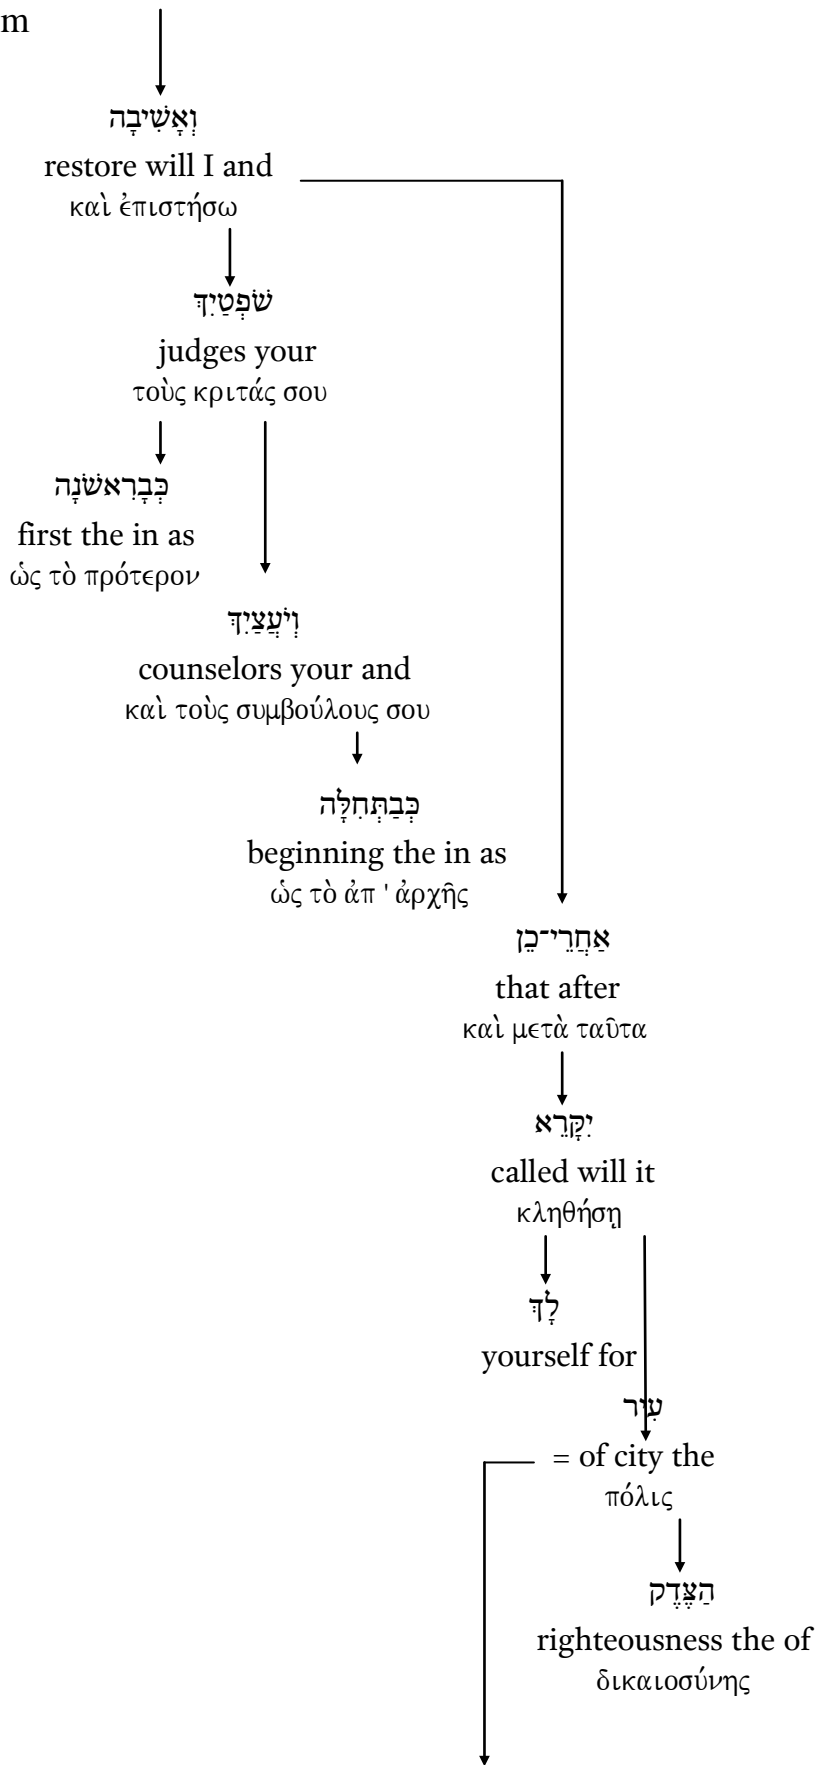 m
וְאָשִׁיבָה
restore will I and
καὶ ἐπιστήσω
שֹׁפְטַיִךְ
judges your
τοὺς κριτάς σου
כְּבָרִאשֹׁנָה
first the in as
ὡς τὸ πρότερον
וְיֹעֲצַיִךְ
counselors your and
καὶ τοὺς συμβούλους σου
כְּבַתְּחִלָּה
beginning the in as
ὡς τὸ ἀπ ' ἀρχῆς
אַחֲרֵי־כֵן
that after
καὶ μετὰ ταῦτα
יִקָּרֵא
called will it
κληθήσῃ
לָךְ
yourself for
עִיר
= of city the
πόλις
הַצֶּדֶק
righteousness the of
δικαιοσύνης